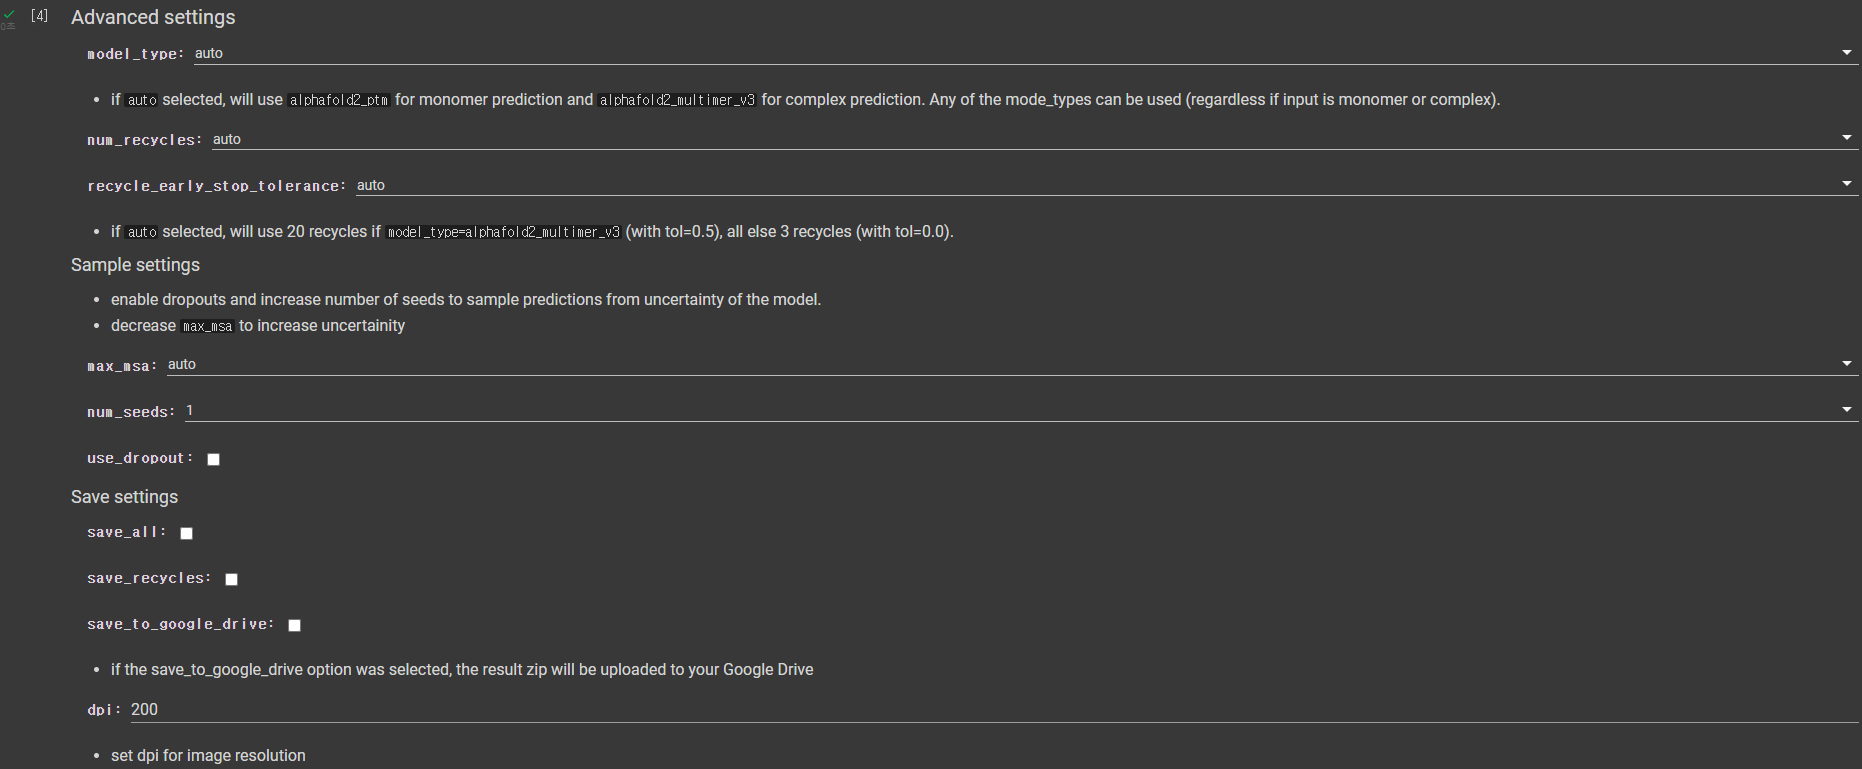 [4] Advanced settings
model_type: auto
• if auto selected, will use alphafold2_ptm for monomer prediction and alphafold2_multimer_v3 for complex prediction. Any of the mode_types can be used (regardless if input is monomer or complex).
num_recycles: auto
recycle_early_stop_tolerance: auto
• if auto selected, will use 20 recycles if model_type=alphafold2_multimer_v3 (with tol=0.5), all else 3 recycles (with tol=0.0).
Sample settings
• enable dropouts and increase number of seeds to sample predictions from uncertainty of the model.
• decrease max_msa to increase uncertainity
max_msa: auto
num_seeds: 1
use_dropout:
Save settings
save_all:
save_recycles:
save_to_google_drive:
• if the save_to_google_drive option was selected, the result zip will be uploaded to your Google Drive
dpi: 200
• set dpi for image resolution